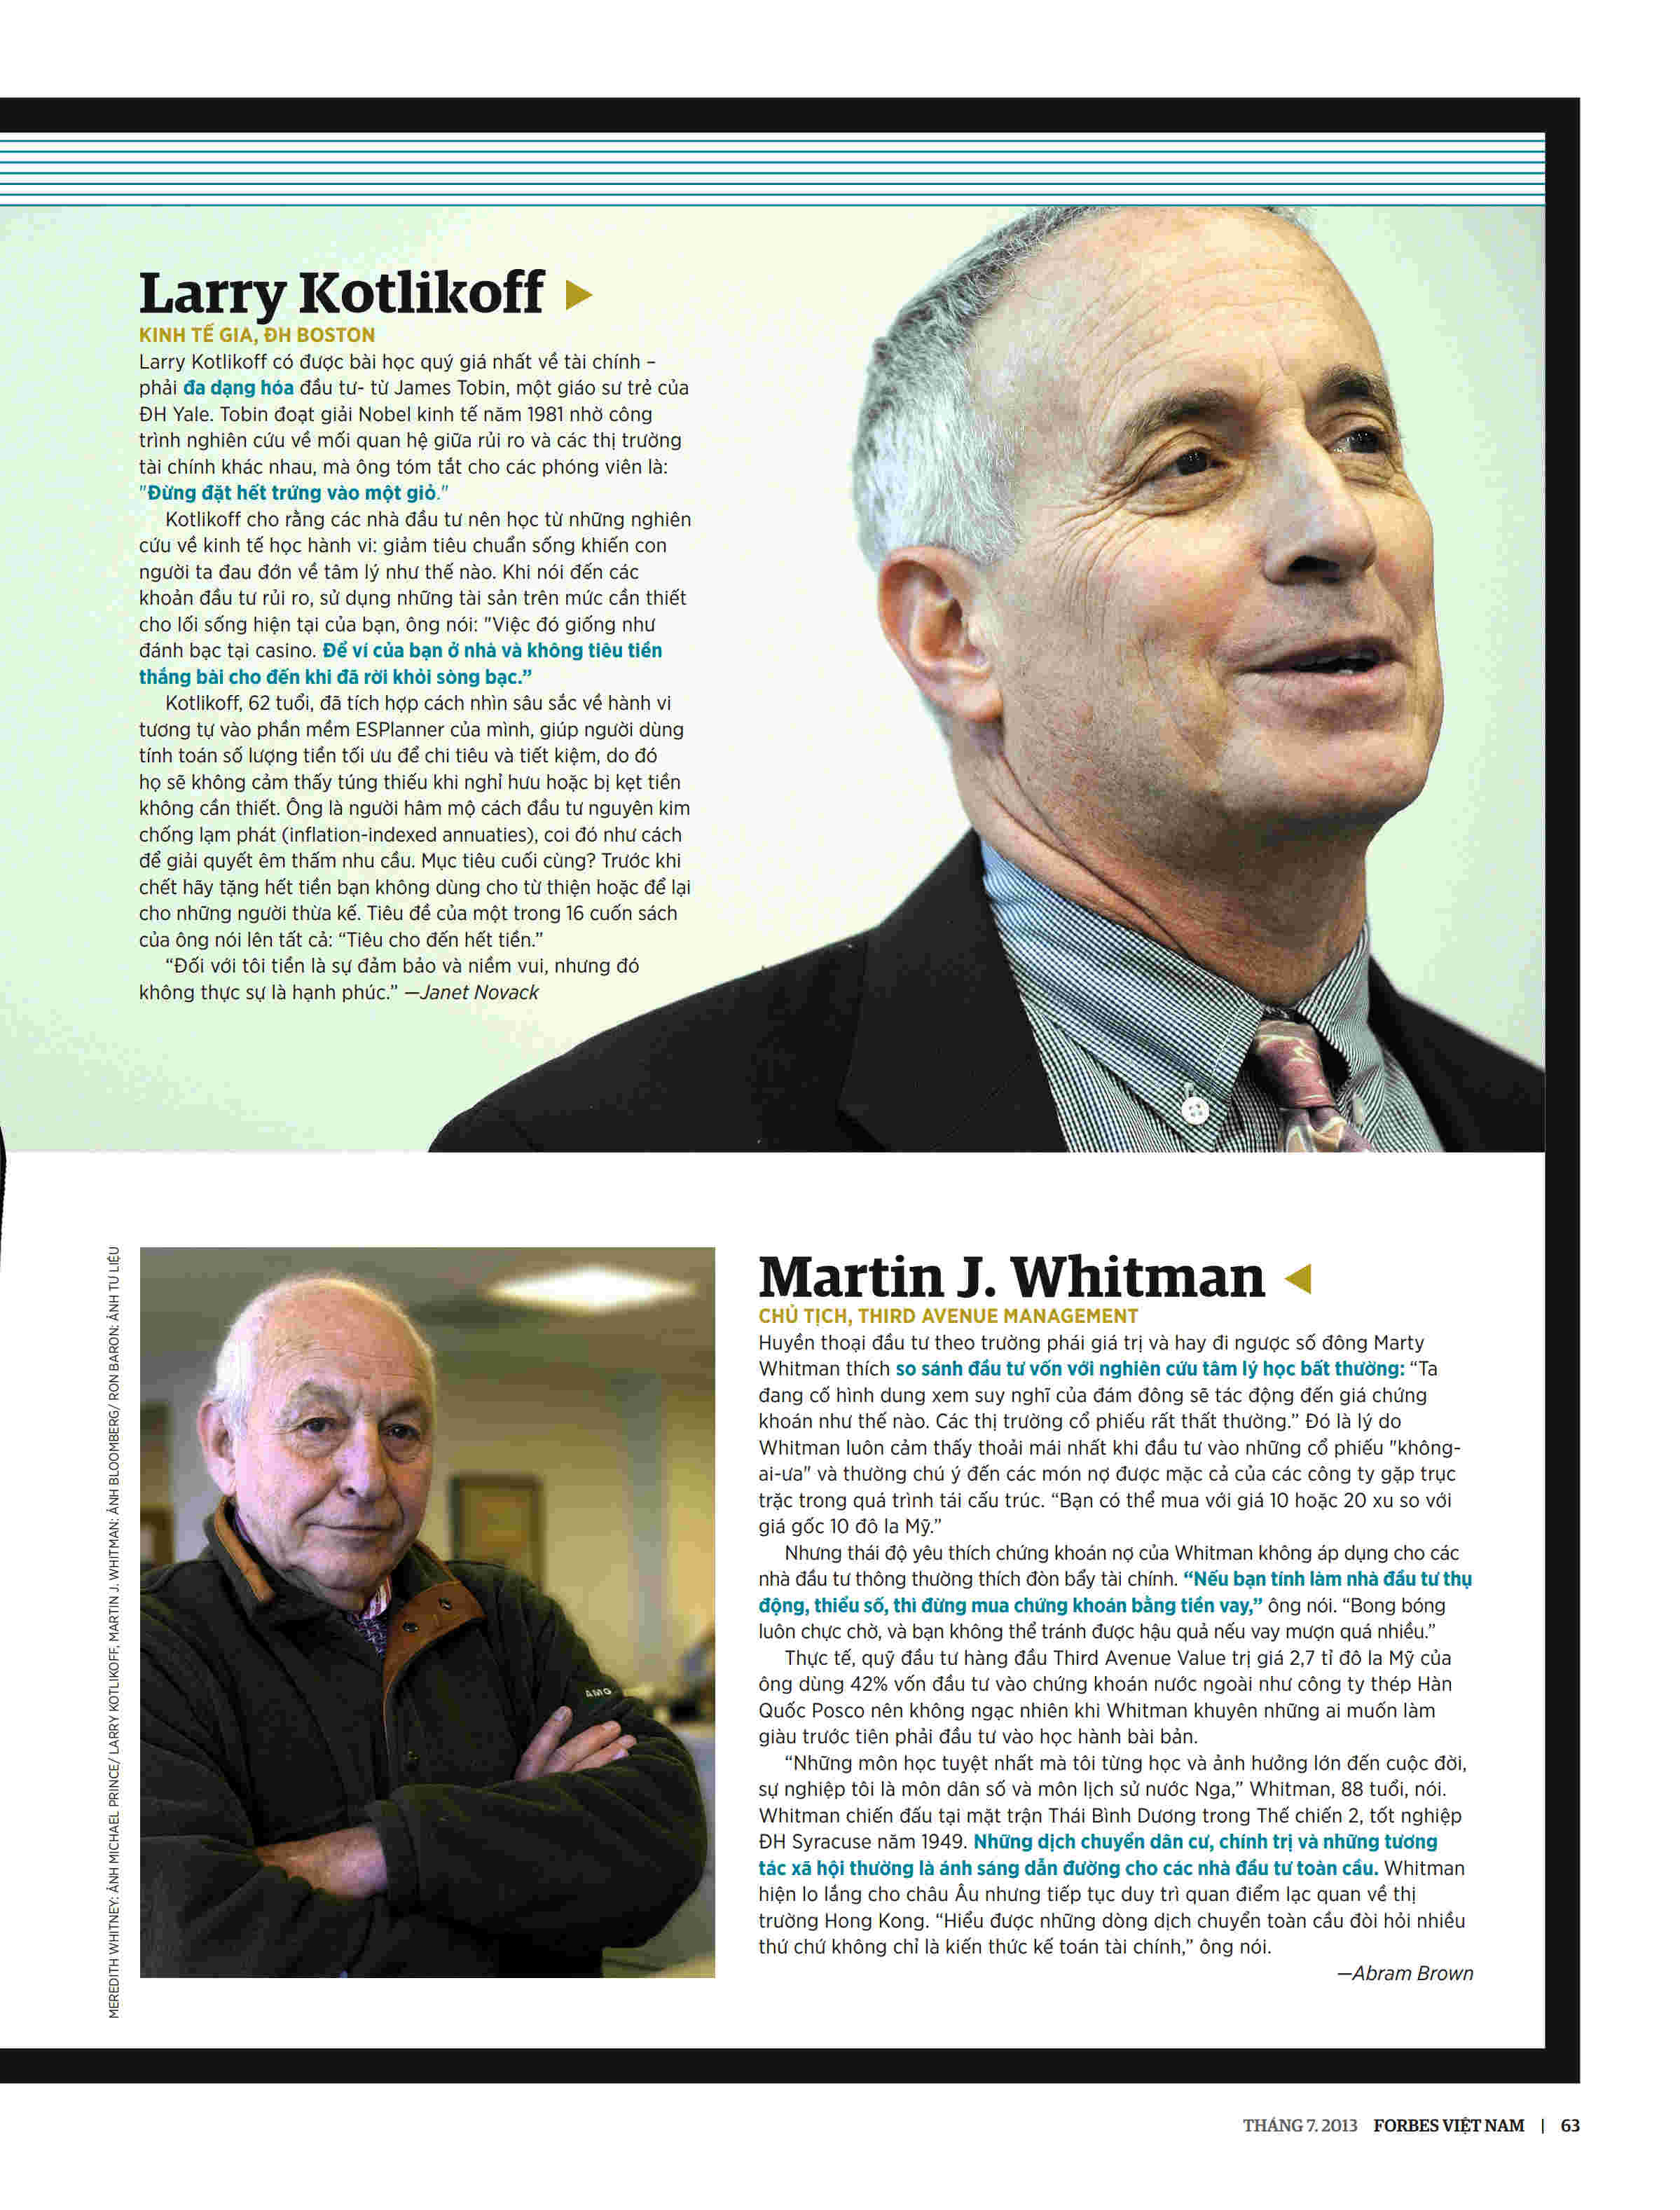 Larry Kotlikoff
KINH TẾ GIA, ĐH BOSTON
Larry Kotlikoff có được bài học quý giá nhất về tài chính –
phải đa dạng hóa đầu tư- từ James Tobin, một giáo sư trẻ của
ĐH Yale. Tobin đoạt giải Nobel kinh tế năm 1981 nhờ công
trình nghiên cứu về mối quan hệ giữa rủi ro và các thị trường
tài chính khác nhau, mà ông tóm tắt cho các phóng viên là:
"Đừng đặt hết trứng vào một giỏ."
Kotlikoff cho rằng các nhà đầu tư nên học từ những nghiên
cứu về kinh tế học hành vi: giảm tiêu chuẩn sống khiến con
người ta đau đớn về tâm lý như thế nào. Khi nói đến các
khoản đầu tư rủi ro, sử dụng những tài sản trên mức cần thiết
cho lối sống hiện tại của bạn, ông nói: "Việc đó giống như
đánh bạc tại casino. Để ví của bạn ở nhà và không tiêu tiền
thắng bài cho đến khi đã rời khỏi sòng bạc.”
Kotlikoff, 62 tuổi, đã tích hợp cách nhìn sâu sắc về hành vi
tương tự vào phần mềm ESPlanner của mình, giúp người dùng
tính toán số lượng tiền tối ưu để chi tiêu và tiết kiệm, do đó
họ sẽ không cảm thấy túng thiếu khi nghỉ hưu hoặc bị kẹt tiền
không cần thiết. Ông là người hâm mộ cách đầu tư nguyên kim
chống lạm phát (inflation-indexed annuaties), coi đó như cách
để giải quyết êm thấm nhu cầu. Mục tiêu cuối cùng? Trước khi
chết hãy tặng hết tiền bạn không dùng cho từ thiện hoặc để lại
cho những người thừa kế. Tiêu đề của một trong 16 cuốn sách
của ông nói lên tất cả: “Tiêu cho đến hết tiền.”
“Đối với tôi tiền là sự đảm bảo và niềm vui, nhưng đó
không thực sự là hạnh phúc.” —Janet Novack
MEREDITH WHITNEY: ẢNH MICHAEL PRINCE/ LARRY KOTLIKOFF, MARTIN J. WHITMAN: ẢNH BLOOMBERG/ RON BARON: ẢNH TƯ LIỆU
AMG
Martin J. Whitman
CHỦ TỊCH, THIRD AVENUE MANAGEMENT
Huyền thoại đầu tư theo trường phái giá trị và hay đi ngược số đông Marty
Whitman thích so sánh đầu tư vốn với nghiên cứu tâm lý học bất thường: “Ta
đang cố hình dung xem suy nghĩ của đám đông sẽ tác động đến giá chứng
khoán như thế nào. Các thị trường cổ phiếu rất thất thường.” Đó là lý do
Whitman luôn cảm thấy thoải mái nhất khi đầu tư vào những cổ phiếu "không-
ai-ưa" và thường chú ý đến các món nợ được mặc cả của các công ty gặp trục
trặc trong quá trình tái cấu trúc. “Bạn có thể mua với giá 10 hoặc 20 xu so với
giá gốc 10 đô la Mỹ.”
Nhưng thái độ yêu thích chứng khoán nợ của Whitman không áp dụng cho các
nhà đầu tư thông thường thích đòn bẩy tài chính. “Nếu bạn tính làm nhà đầu tư thụ
động, thiểu số, thì đừng mua chứng khoán bằng tiền vay,” ông nói. “Bong bóng
luôn chực chờ, và bạn không thể tránh được hậu quả nếu vay mượn quá nhiều.”
Thực tế, quỹ đầu tư hàng đầu Third Avenue Value trị giá 2,7 tỉ đô la Mỹ của
ông dùng 42% vốn đầu tư vào chứng khoán nước ngoài như công ty thép Hàn
Quốc Posco nên không ngạc nhiên khi Whitman khuyên những ai muốn làm
giàu trước tiên phải đầu tư vào học hành bài bản.
“Những môn học tuyệt nhất mà tôi từng học và ảnh hưởng lớn đến cuộc đời,
sự nghiệp tôi là môn dân số và môn lịch sử nước Nga,” Whitman, 88 tuổi, nói.
Whitman chiến đấu tại mặt trận Thái Bình Dương trong Thế chiến 2, tốt nghiệp
ĐH Syracuse năm 1949. Những dịch chuyển dân cư, chính trị và những tương
tác xã hội thường là ánh sáng dẫn đường cho các nhà đầu tư toàn cầu. Whitman
hiện lo lắng cho châu Âu nhưng tiếp tục duy trì quan điểm lạc quan về thị
trường Hong Kong. “Hiểu được những dòng dịch chuyển toàn cầu đòi hỏi nhiều
thứ chứ không chỉ là kiến thức kế toán tài chính,” ông nói.
—Abram Brown
THÁNG 7. 2013 FORBES VIỆT NAM | 63